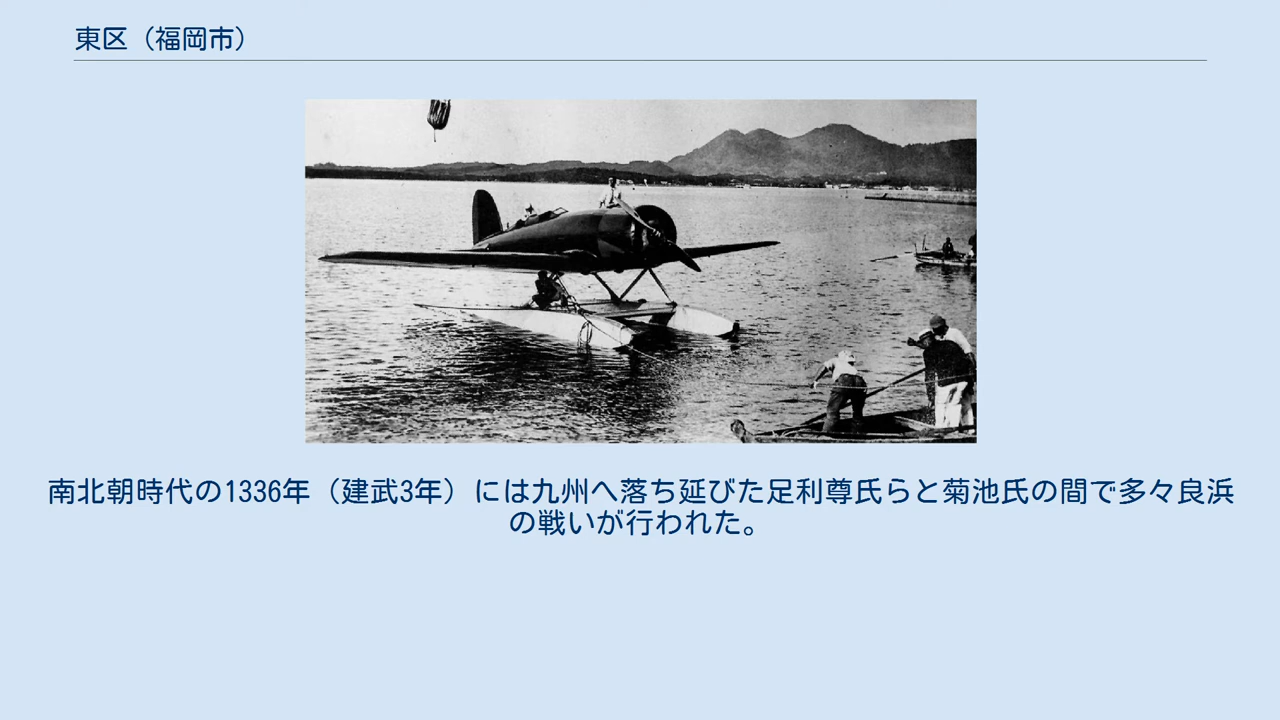 東区（福岡市）
南北朝時代の1336年（建武3年）には九州へ落ち延びた足利尊氏らと菊池氏の間で多々良浜
の戦いが行われた。